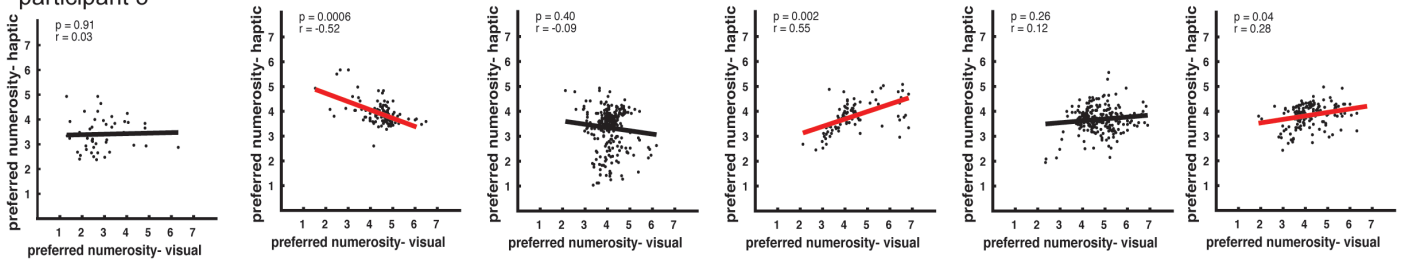 participant
p = 0.91
r = 0.03
preferred numerosity- haptic
7
6
5
4
3
2
1
1 2 3 4 5 6 7
preferred numerosity- visual
p = 0.0006
r = -0.52
preferred numerosity- haptic
7
6
5
4
3
2
1
1 2 3 4 5 6 7
preferred numerosity- visual
p = 0.40
r = -0.09
preferred numerosity- haptic
7
6
5
4
3
2
1
1 2 3 4 5 6 7
preferred numerosity- visual
p = 0.002
r = 0.55
preferred numerosity- haptic
7
6
5
4
3
2
1
1 2 3 4 5 6 7
preferred numerosity- visual
p = 0.26
r = 0.12
preferred numerosity- haptic
7
6
5
4
3
2
1
1 2 3 4 5 6 7
preferred numerosity- visual
p = 0.04
r = 0.28
preferred numerosity- haptic
7
6
5
4
3
2
1
1 2 3 4 5 6 7
preferred numerosity- visual